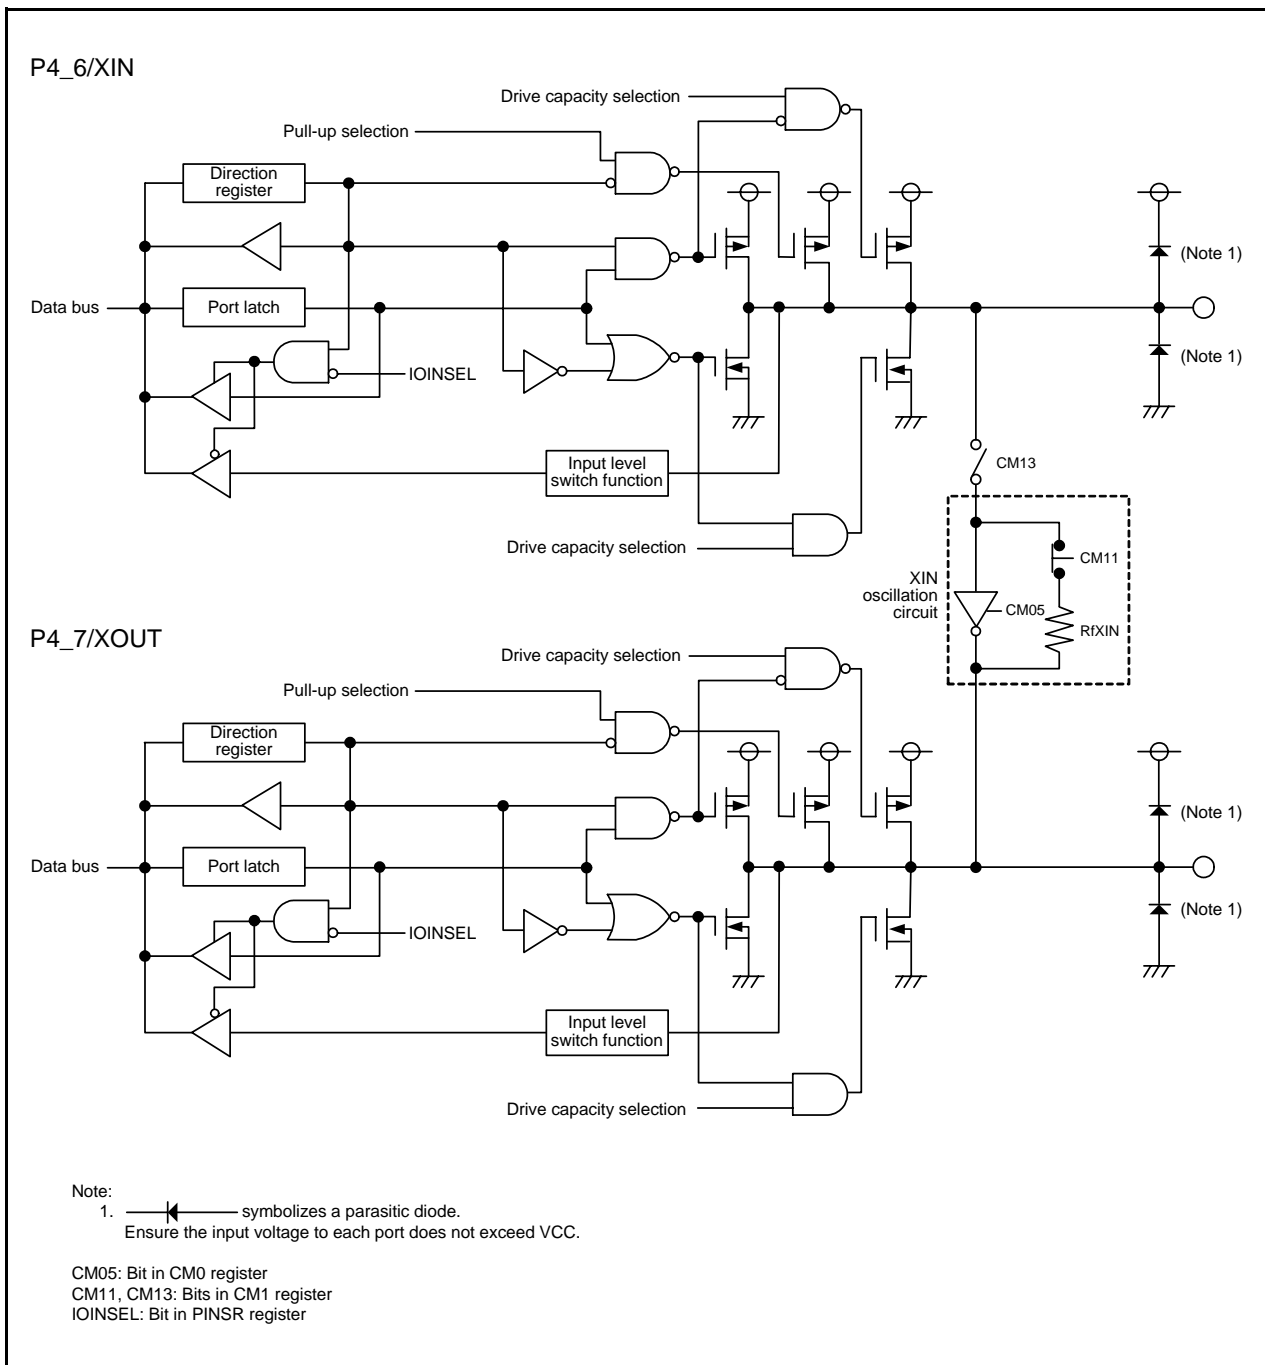 P4_6/XIN
Drive capacity selection
Pull-up selection
Direction
register
(Note 1)
Data bus
Port latch
(Note 1)
IOINSEL
Input level
switch function
CM13
Drive capacity selection
CM11
XIN
oscillation
circuit
CM05
RfXIN
P4_7/XOUT
Drive capacity selection
Pull-up selection
Direction
register
(Note 1)
Data bus
Port latch
(Note 1)
IOINSEL
Input level
switch function
Drive capacity selection
Note:
1. symbolizes a parasitic diode.
Ensure the input voltage to each port does not exceed VCC.
CM05: Bit in CM0 register
CM11, CM13: Bits in CM1 register
IOINSEL: Bit in PINSR register